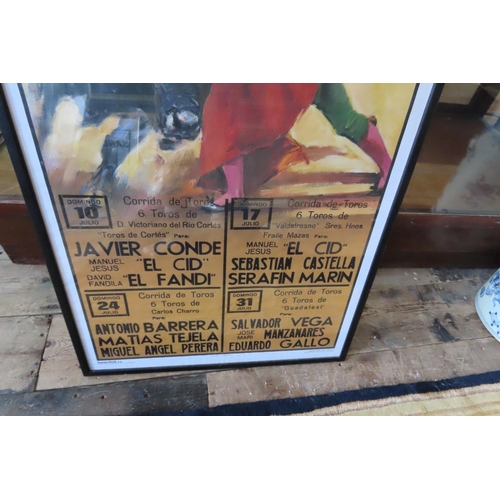 DOMINGO
10
JULIO
Corrida de Toros
6 Toros de
D. Victoriano del Rio Cortes
"Toros de Cortés" Para:
JAVIER CONDE
MANUEL JESUS "EL CID"
DAVID FANDILA "EL FANDI"
DOMINGO
17
JULIO
Corrida de Toros
6 Toros de
"Valdefresno" Sres. Hnos
Fraile Mazas Para:
MANUEL JESUS "EL CID"
SEBASTIAN CASTELLA
SERAFIN MARIN
DOMINGO
24
JULIO
Corrida de Toros
6 Toros de
Carlos Charro
Para:
ANTONIO BARRERA
MATIAS TEJELA
MIGUEL ANGEL PERERA
DOMINGO
31
JULIO
Corrida de Toros
6 Toros de
"Guadalest"
Para:
SALVADOR VEGA
JOSE MARI MANZANARES
EDUARDO GALLO